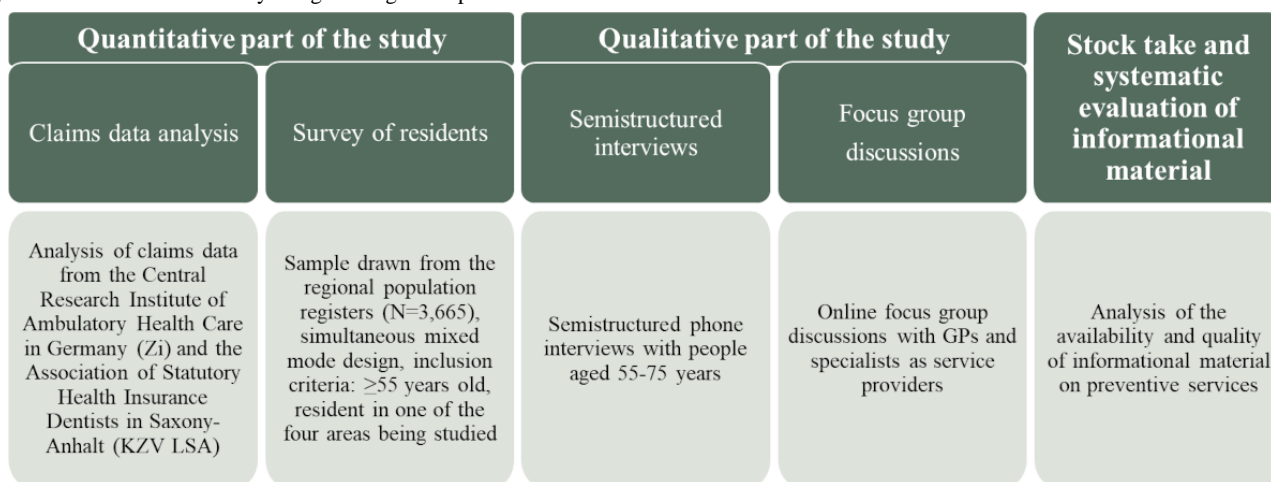 Quantitative part of the study
Qualitative part of the study
Stock take and
systematic
evaluation of
informational
material
Claims data analysis
Survey of residents
Semistructured
interviews
Focus group
discussions
Analysis of claims data
from the Central
Research Institute of
Ambulatory Health Care
in Germany (Zi) and the
Association of Statutory
Health Insurance
Dentists in Saxony-
Anhalt (KZV LSA)
Sample drawn from the
regional population
registers (N=3,665),
simultaneous mixed
mode design, inclusion
criteria: ≥55 years old,
resident in one of the
four areas being studied
Semistructured phone
interviews with people
aged 55-75 years
Online focus group
discussions with GPs and
specialists as service
providers
Analysis of the
availability and quality
of informational material
on preventive services